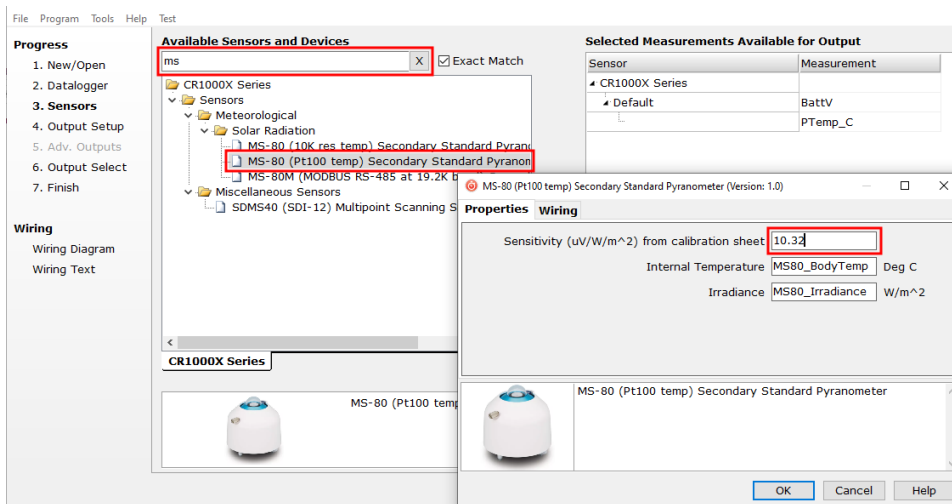 File Program Tools Help Test
Progress
1. New/Open
2. Datalogger
3. Sensors
4. Output Setup
5. Adv. Outputs
6. Output Select
7. Finish
Wiring
Wiring Diagram
Wiring Text
Available Sensors and Devices
ms X Exact Match
CR1000X Series
Sensors
Meteorological
Solar Radiation
MS-80 (10K res temp) Secondary Standard Pyran
MS-80 (Pt100 temp) Secondary Standard Pyranon
MS-80M (MODBUS RS-485 at 19.2K b
Miscellaneous Sensors
SDMS40 (SDI-12) Multipoint Scanning S
CR1000X Series
MS-80 (Pt100 temp
Selected Measurements Available for Output
Sensor Measurement
CR1000X Series
Default BattV
PTemp_C
MS-80 (Pt100 temp) Secondary Standard Pyranometer (Version: 1.0)
Properties Wiring
Sensitivity (uV/W/m^2) from calibration sheet 10.32
Internal Temperature MS80_BodyTemp Deg C
Irradiance MS80_Irradiance W/m^2
MS-80 (Pt100 temp) Secondary Standard Pyranometer
OK Cancel Help